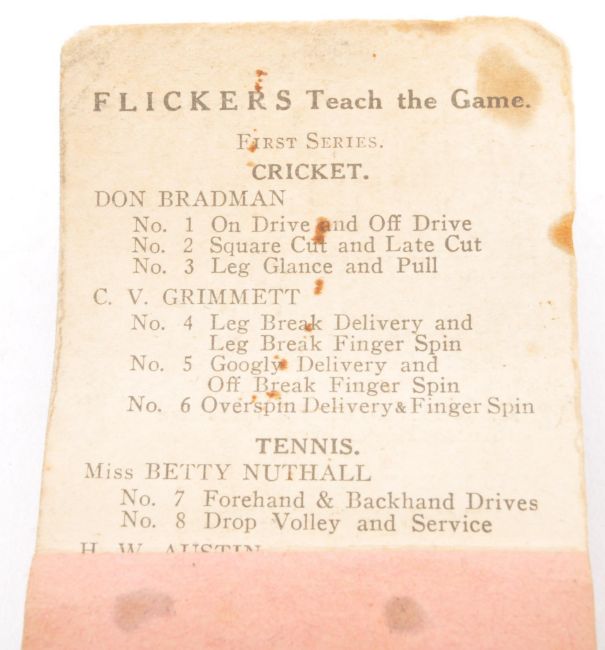 FLICKERS Teach the Game.
FIRST SERIES.
CRICKET.
DON BRADMAN
No. 1 On Drive and Off Drive
No. 2 Square Cut and Late Cut
No. 3 Leg Glance and Pull
C. V. GRIMMETT
No. 4 Leg Break Delivery and
Leg Break Finger Spin
No. 5 Googly Delivery and
Off Break Finger Spin
No. 6 Overspin Delivery & Finger Spin
TENNIS.
Miss BETTY NUTHALL
No. 7 Forehand & Backhand Drives
No. 8 Drop Volley and Service
H. W. AUSTIN